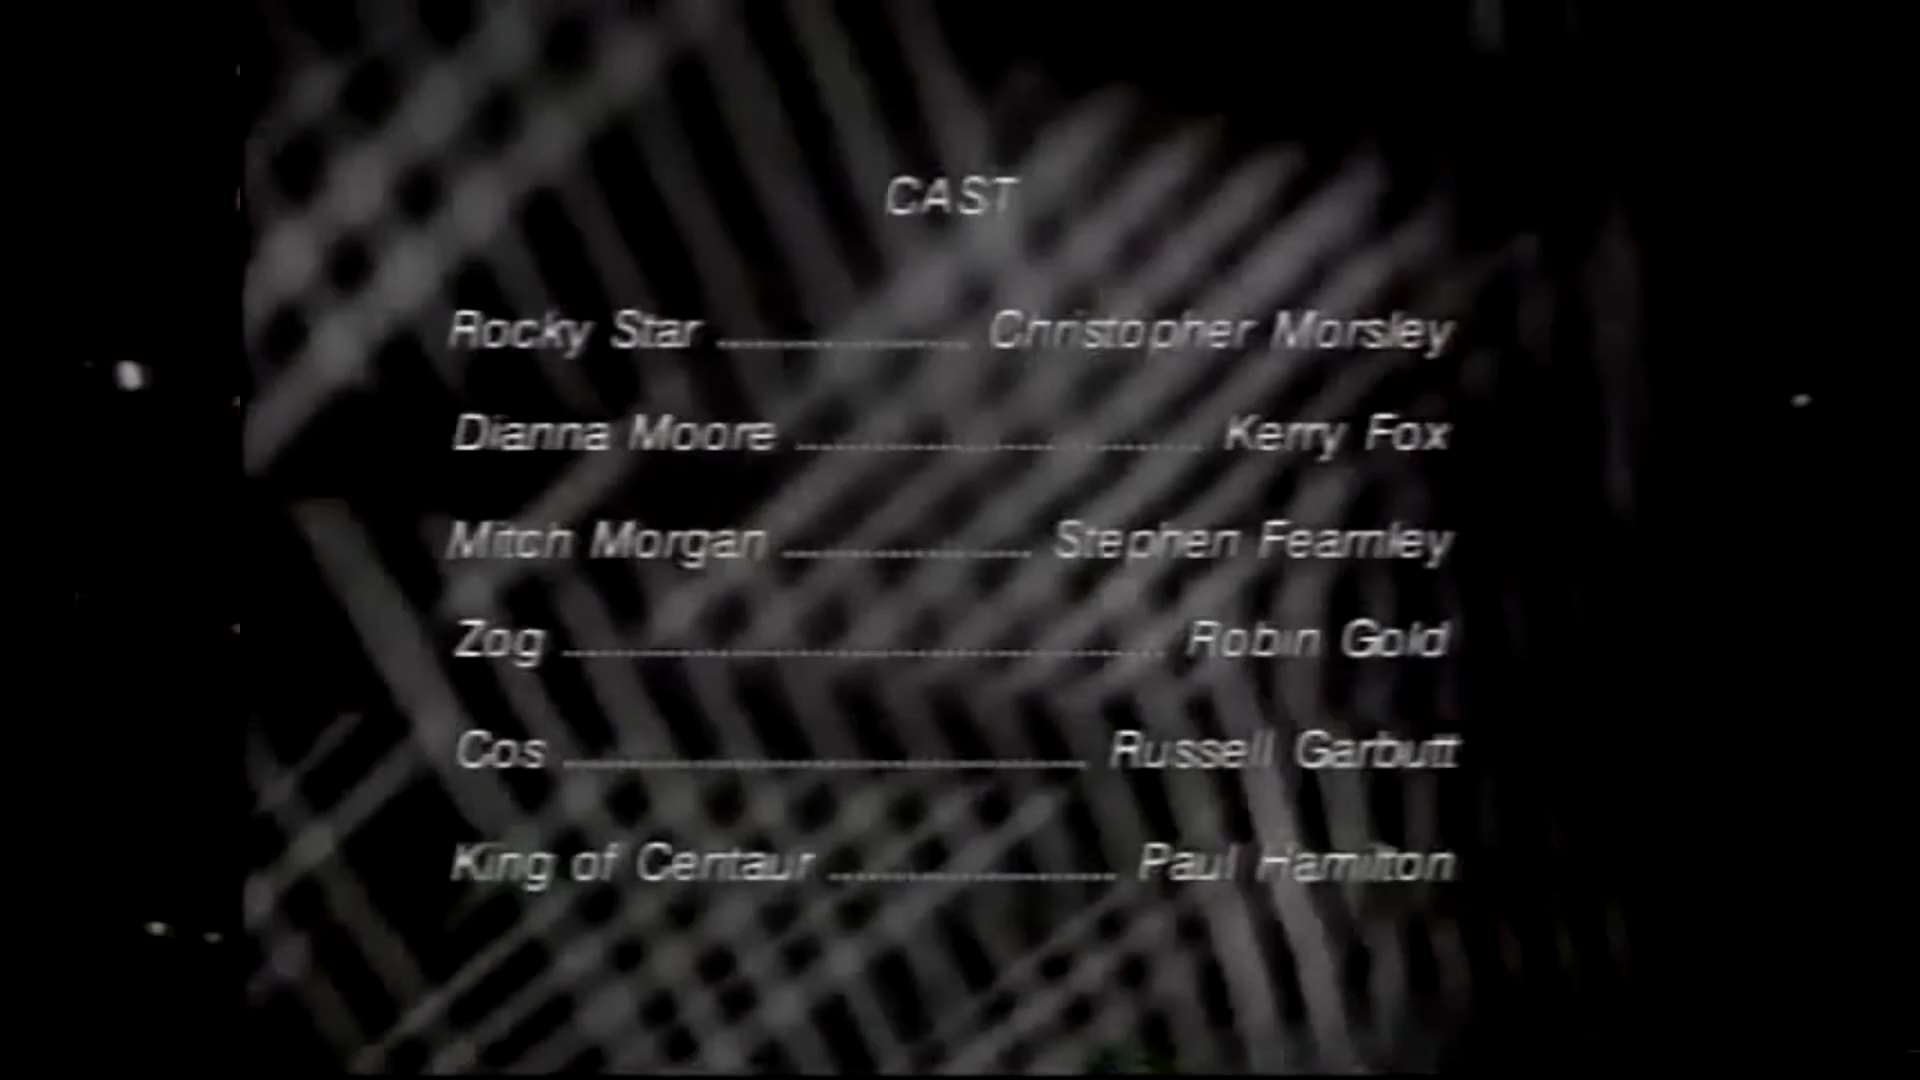 CAST
Rocky Star ................ Christopher Morsley
Dianna Moore .......................... Kerry Fox
Mitch Morgan ................ Stephen Fearnley
Zog ...................................... Robin Gold
Cos ................................. Russell Garbutt
King of Centaur .................. Paul Hamilton